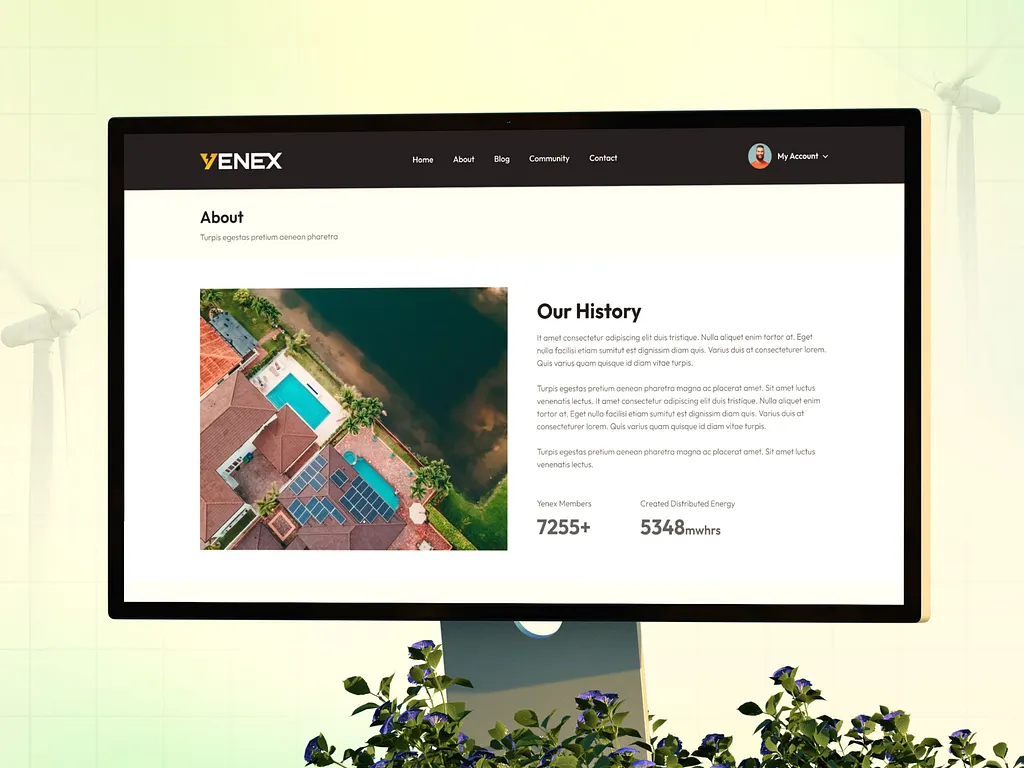 YENEX
Home About Blog Community Contact
My Account
About
Turpis egestas pretium aenean pharetra
Our History
It amet consectetur adipiscing elit duis tristique. Nulla aliquet enim tortor at. Eget
nulla facilisi etiam sumitut est dignissim diam quis. Varius duis at consecteturer lorem.
Quis varius quam quisque id diam vitae turpis.
Turpis egestas pretium aenean pharetra magna ac placerat amet. Sit amet luctus
venenatis lectus. It amet consectetur adipiscing elit duis tristique. Nulla aliquet enim
tortor at. Eget nulla facilisi etiam sumitut est dignissim diam quis. Varius duis at
consecteturer lorem. Quis varius quam quisque id diam vitae turpis.
Turpis egestas pretium aenean pharetra magna ac placerat amet. Sit amet luctus
venenatis lectus.
Yenex Members
7255+
Created Distributed Energy
5348mwhrs